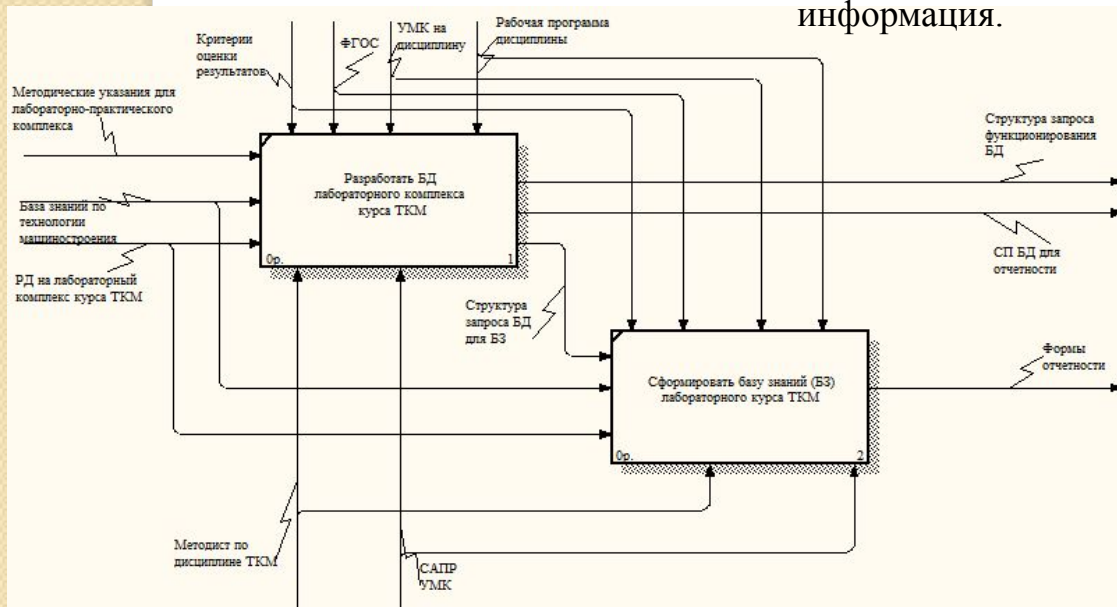 информация.
Критерии
оценки
результатов
ФГОС
УМК на
дисциплину
Рабочая программа
дисциплины
Методические указания для
лабораторно-практического
комплекса
База знаний по
технологии
машиностроения
РД на лабораторный
комплекс курса ТКМ
Разработать БД
лабораторного комплекса
курса ТКМ
0р.
1
Структура запроса
функционирования
БД
СП БД для
отчетности
Структура
запроса БД
для БЗ
Сформировать базу знаний (БЗ)
лабораторного курса ТКМ
0р.
2
Формы
отчетности
Методист по
дисциплине ТКМ
САПР
УМК